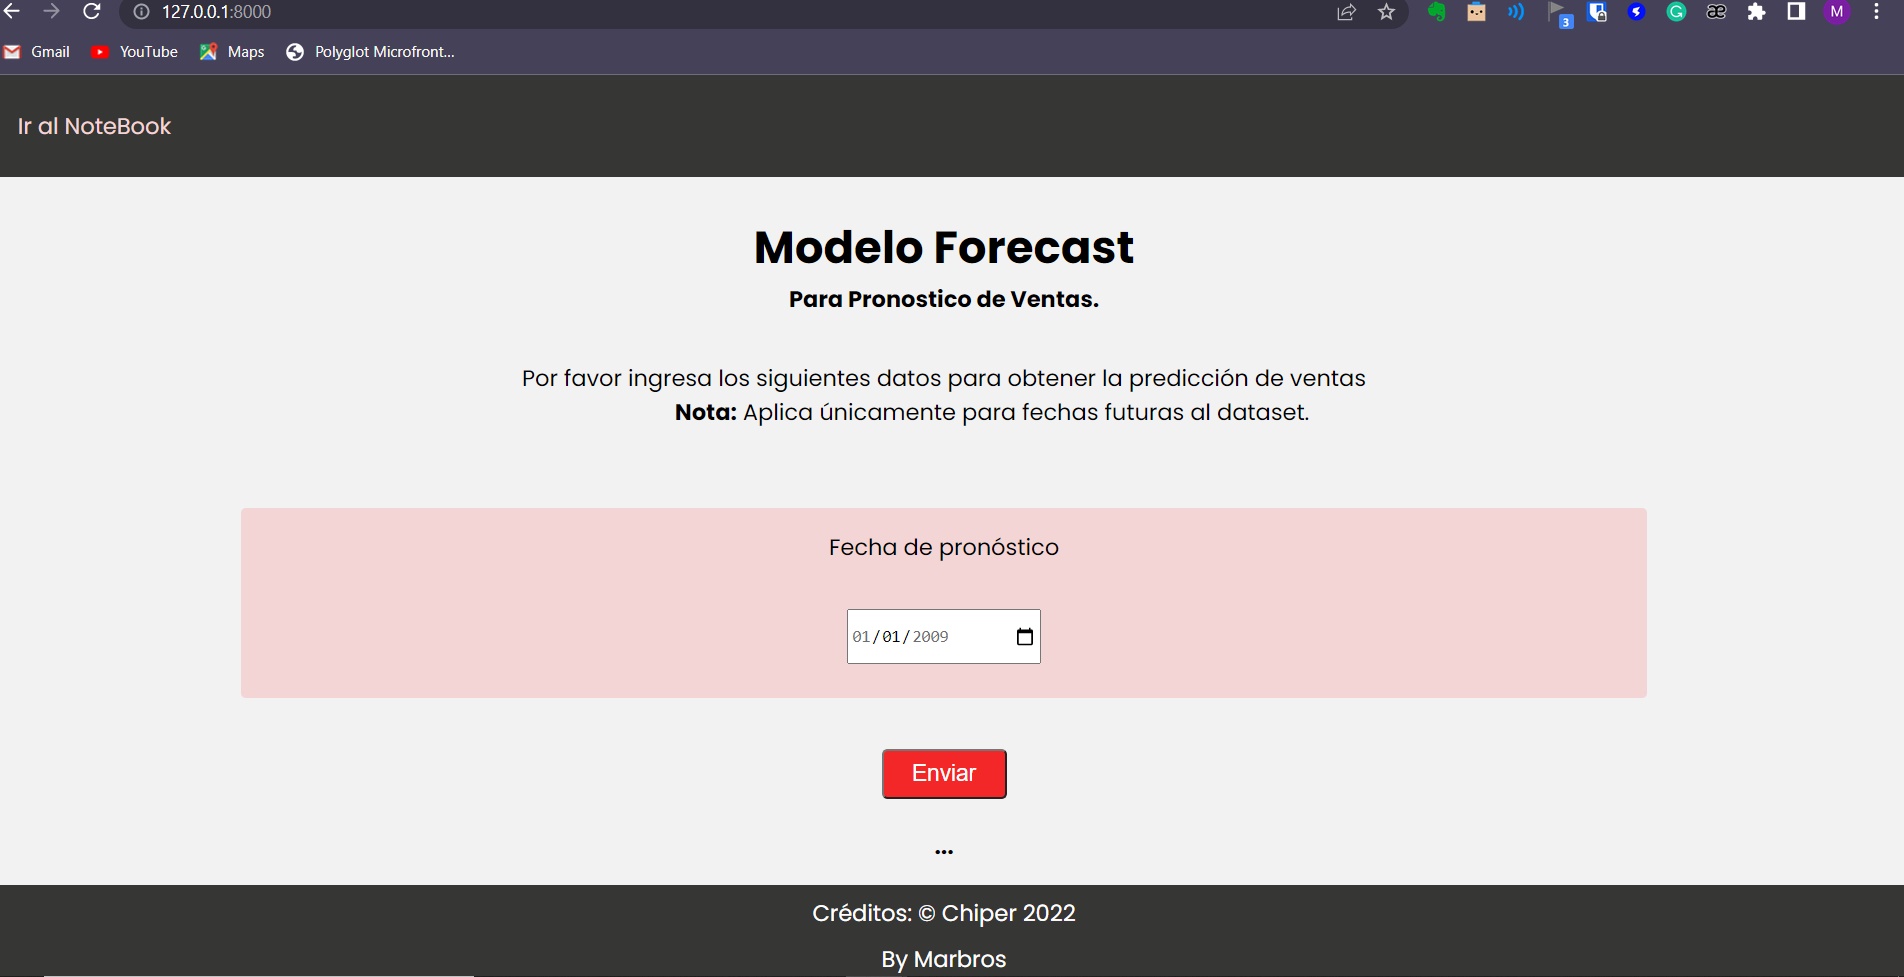 127.0.0.1:8000
3
M
Gmail
YouTube
Maps
Polyglot Microfront...
Ir al NoteBook
Modelo Forecast
Para Pronostico de Ventas.
Por favor ingresa los siguientes datos para obtener la predicción de ventas
Nota: Aplica únicamente para fechas futuras al dataset.
Fecha de pronóstico
01/01/2009
Enviar
...
Créditos: © Chiper 2022
By Marbros